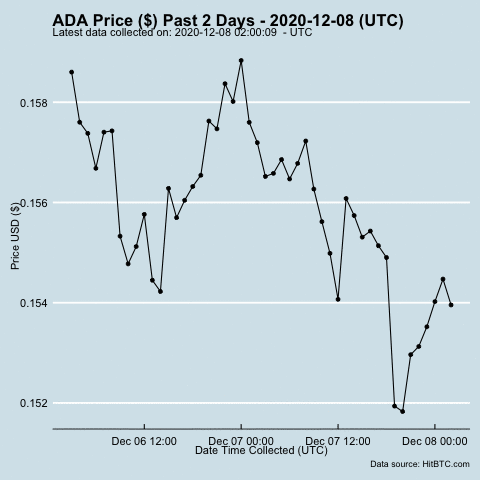 ADA Price ($) Past 2 Days - 2020-12-08 (UTC)
Latest data collected on: 2020-12-08 02:00:09 - UTC
0.158
0.156
0.154
0.152
Price USD ($)
Dec 06 12:00 Dec 07 00:00 Dec 07 12:00 Dec 08 00:00
Date Time Collected (UTC)
Data source: HitBTC.com